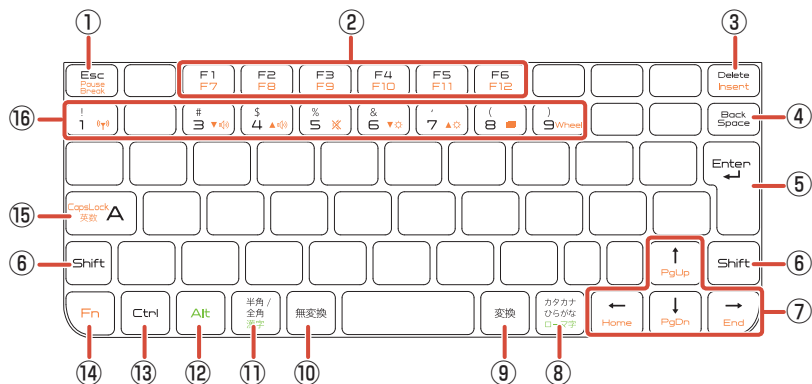 ① ② ③
Esc
Pause
Break
F1
F7
F2
F8
F3
F9
F4
F10
F5
F11
F6
F12
Delete
Insert
⑯
!
1
#
3 ▼
$
4 ▲
%
5
&
6 ▼
'
7 ▲
(
8
)
9 Wheel
Back
Space
④
Enter
⑤
⑮
CapsLock
英数
A
⑥
Shift
↑
PgUp
Shift
⑥
Fn
Ctrl
Alt
半角 /
全角
漢字
無変換
変換
カタカナ
ひらがな
ローマ字
←
Home
↓
PgDn
→
End
⑦
⑭ ⑬ ⑫ ⑪ ⑩ ⑨ ⑧